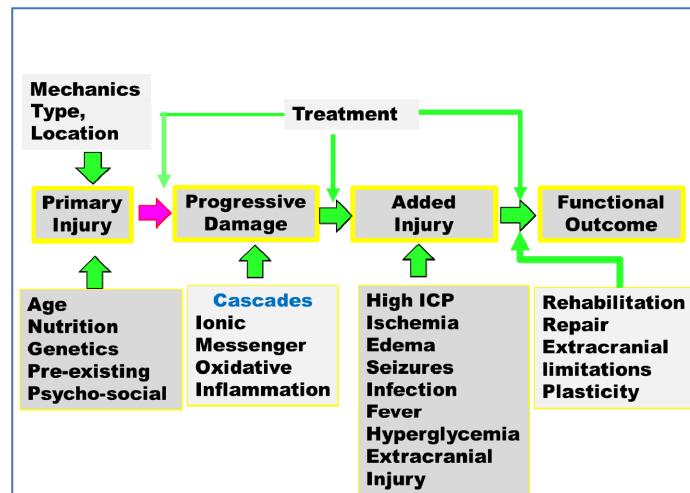 Mechanics
Type,
Location
Treatment
Primary
Injury
Progressive
Damage
Added
Injury
Functional
Outcome
Age
Nutrition
Genetics
Pre-existing
Psycho-social
Cascades
Ionic
Messenger
Oxidative
Inflammation
High ICP
Ischemia
Edema
Seizures
Infection
Fever
Hyperglycemia
Extracranial
Injury
Rehabilitation
Repair
Extracranial
limitations
Plasticity